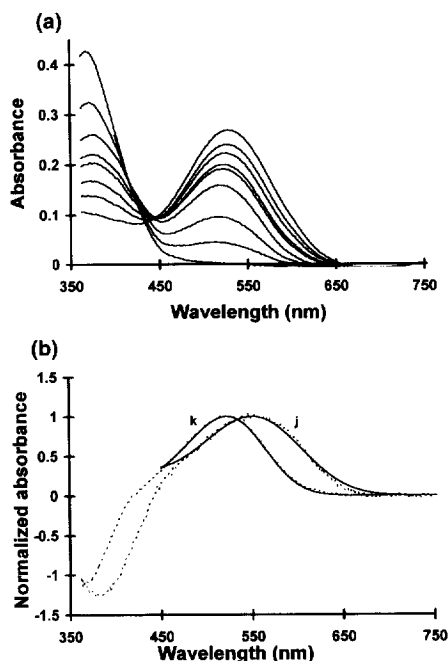 (a)
0.4
0.3
0.2
0.1
0
Absorbance
350 450 550 650 750
Wavelength (nm)
(b)
1.5
1
0.5
0
-0.5
-1
-1.5
Normalized absorbance
k j
350 450 550 650 750
Wavelength (nm)